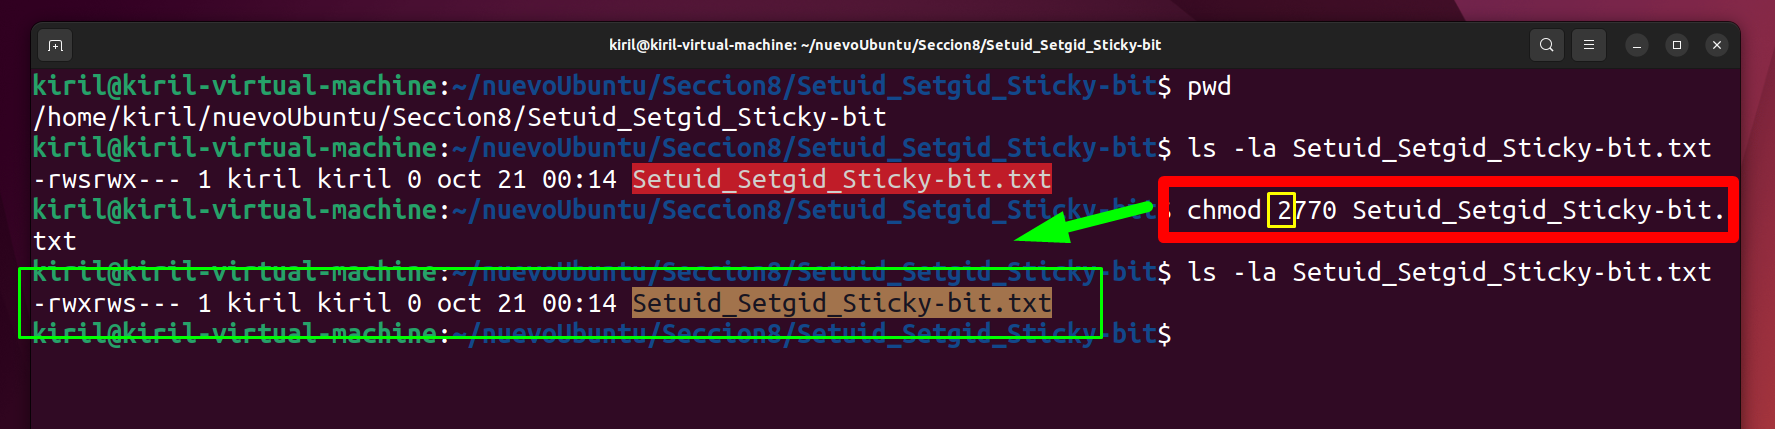 kiril@kiril-virtual-machine: ~/nuevoUbuntu/Seccion8/Setuid_Setgid_Sticky-bit
kiril@kiril-virtual-machine:~/nuevoUbuntu/Seccion8/Setuid_Setgid_Sticky-bit$ pwd
/home/kiril/nuevoUbuntu/Seccion8/Setuid_Setgid_Sticky-bit
kiril@kiril-virtual-machine:~/nuevoUbuntu/Seccion8/Setuid_Setgid_Sticky-bit$ ls -la Setuid_Setgid_Sticky-bit.txt
-rwsrwx--- 1 kiril kiril 0 oct 21 00:14 Setuid_Setgid_Sticky-bit.txt
kiril@kiril-virtual-machine:~/nuevoUbuntu/Seccion8/Setuid_Setgid_Sticky-bit$ chmod 2770 Setuid_Setgid_Sticky-bit.
txt
kiril@kiril-virtual-machine:~/nuevoUbuntu/Seccion8/Setuid_Setgid_Sticky-bit$ ls -la Setuid_Setgid_Sticky-bit.txt
-rwxrws--- 1 kiril kiril 0 oct 21 00:14 Setuid_Setgid_Sticky-bit.txt
kiril@kiril-virtual-machine:~/nuevoUbuntu/Seccion8/Setuid_Setgid_Sticky-bit$